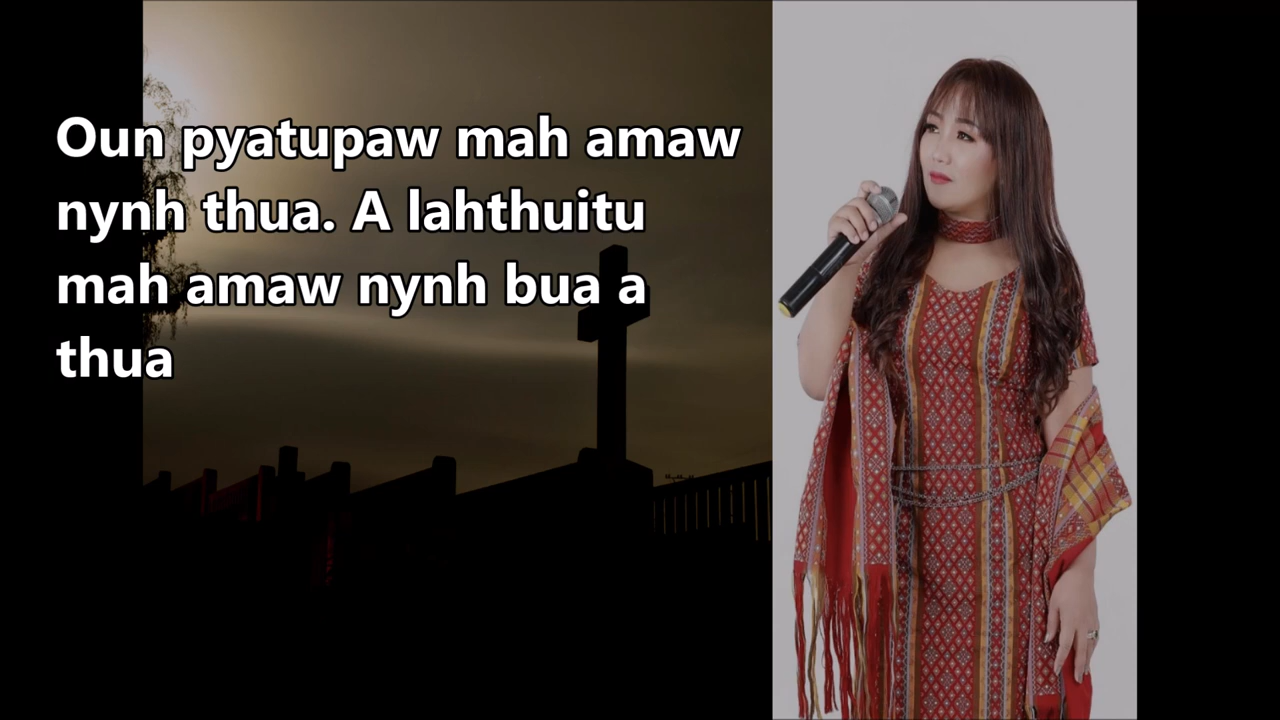 Oun pyatupaw mah amaw
nynh thua. A lahthuitu
mah amaw nynh bua a
thua